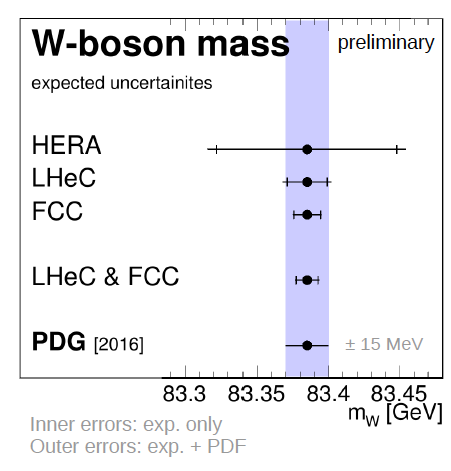 W-boson mass
preliminary
expected uncertainites
HERA
LHeC
FCC
LHeC & FCC
PDG [2016]
± 15 MeV
83.3 83.35 83.4 83.45
mW [GeV]
Inner errors: exp. only
Outer errors: exp. + PDF